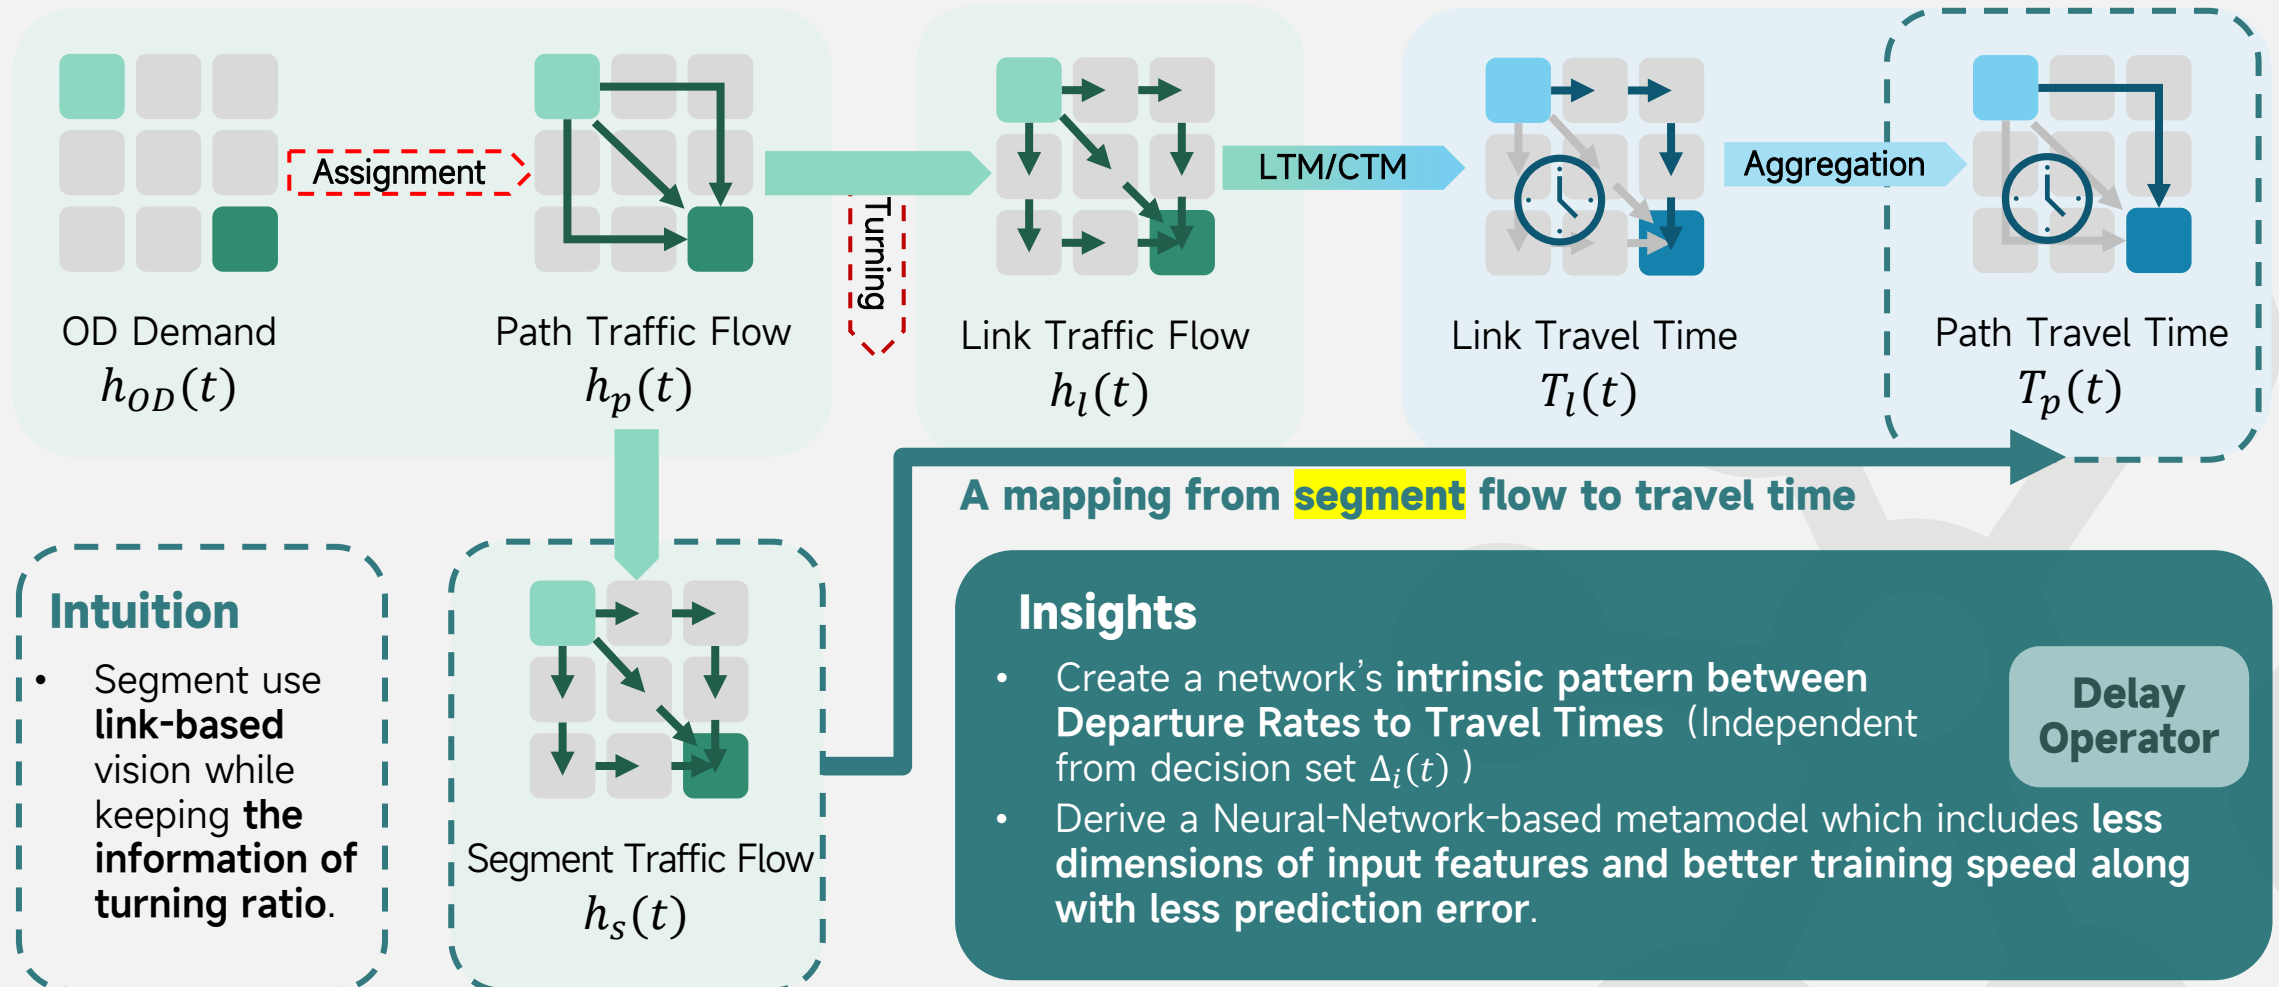 Assignment
Turning
LTM/CTM
Aggregation
OD Demand
h_{OD}(t)
Path Traffic Flow
h_p(t)
Link Traffic Flow
h_l(t)
Link Travel Time
T_l(t)
Path Travel Time
T_p(t)
A mapping from segment flow to travel time
Intuition
• Segment use
link-based
vision while
keeping the
information of
turning ratio.
Segment Traffic Flow
h_s(t)
Insights
• Create a network's intrinsic pattern between
Departure Rates to Travel Times (Independent
from decision set Δ_i(t) )
• Derive a Neural-Network-based metamodel which includes less
dimensions of input features and better training speed along
with less prediction error.
Delay
Operator